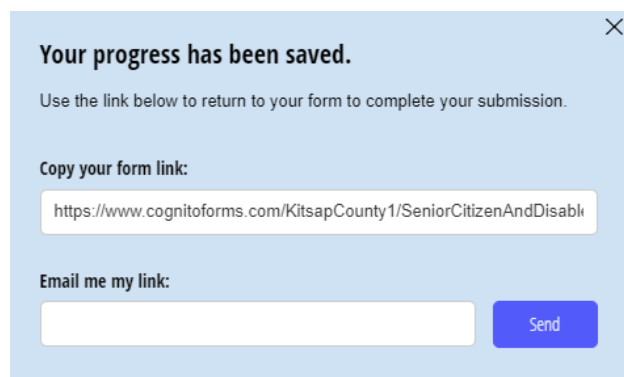 Your progress has been saved.
Use the link below to return to your form to complete your submission.
Copy your form link:
https://www.cognitoforms.com/KitsapCounty1/SeniorCitizenAndDisable
Email me my link:
Send